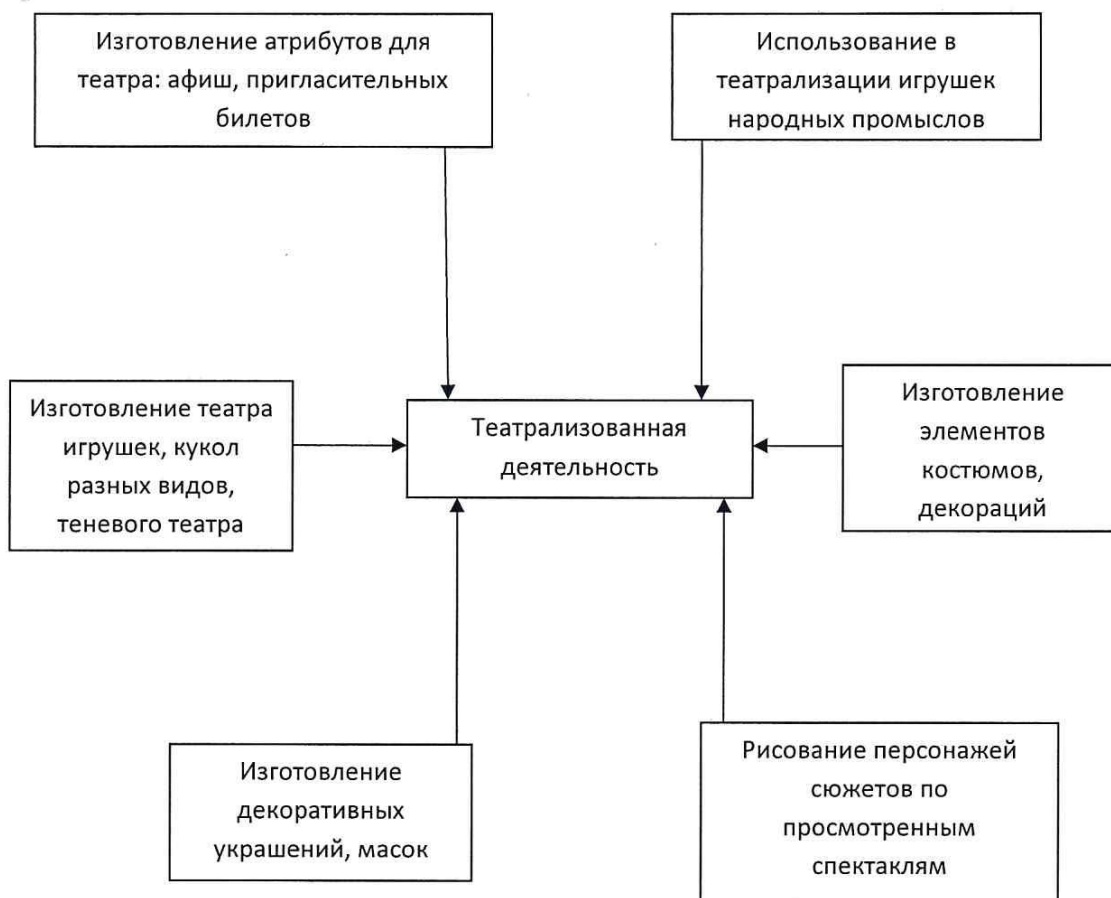 Изготовление атрибутов для
театра: афиш, пригласительных
билетов
Использование в
театрализации игрушек
народных промыслов
Изготовление театра
игрушек, кукол
разных видов,
теневого театра
Театрализованная
деятельность
Изготовление
элементов
костюмов,
декораций
Изготовление
декоративных
украшений, масок
Рисование персонажей
сюжетов по
просмотренным
спектаклям